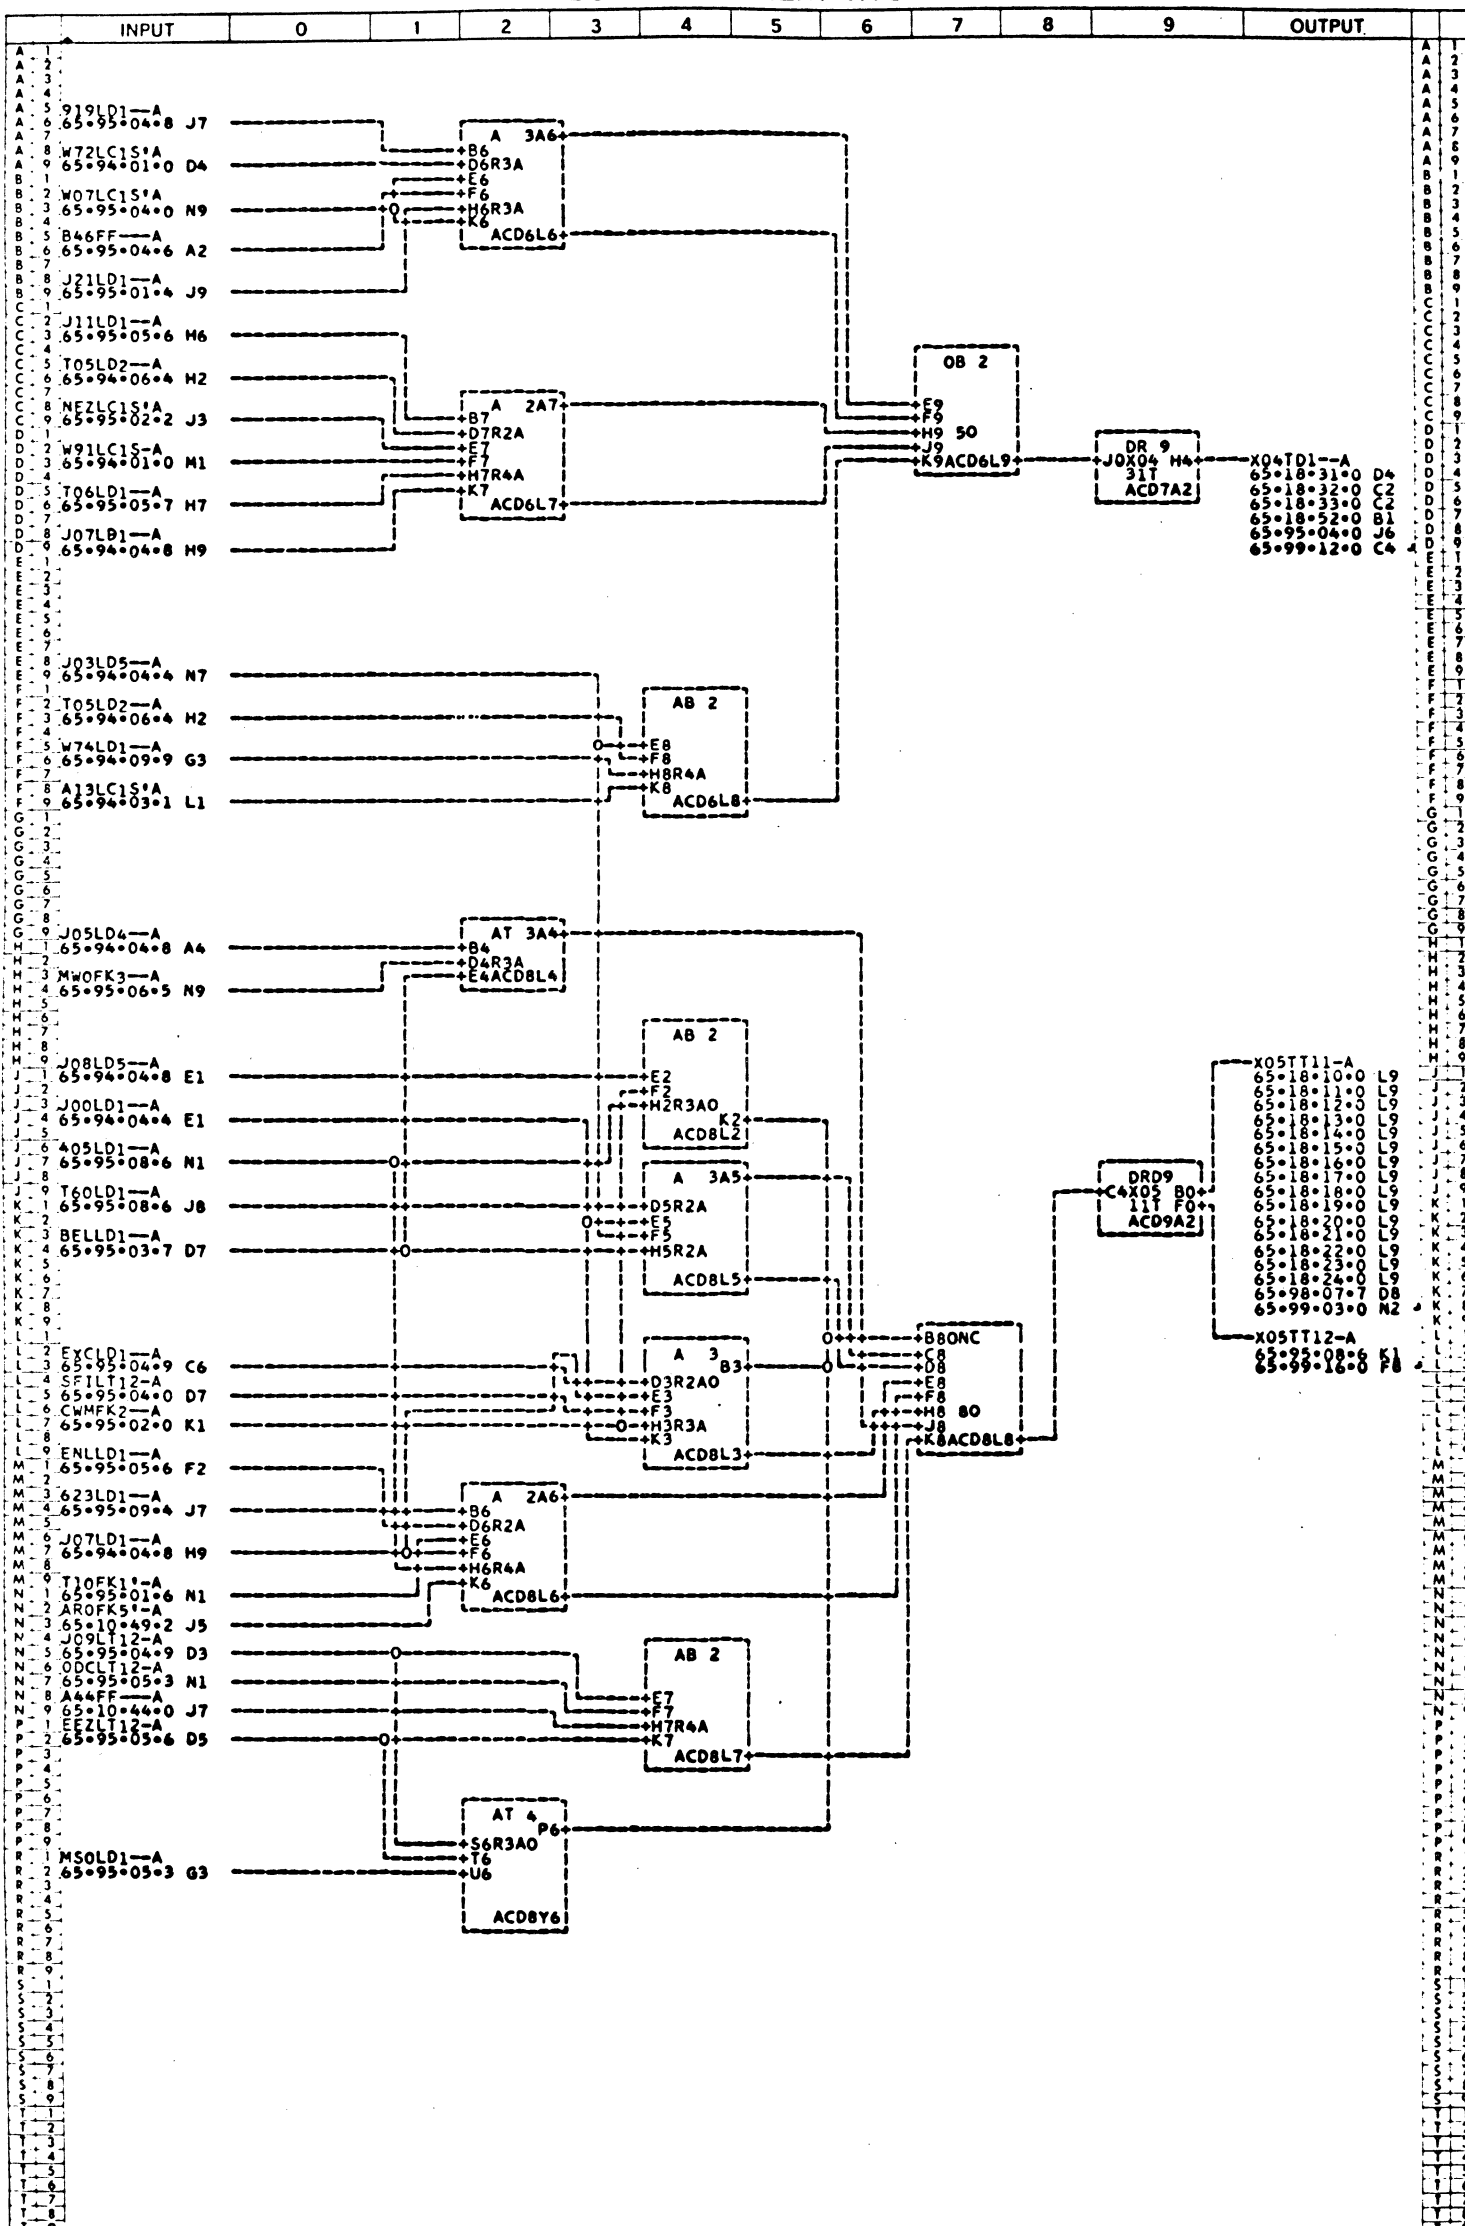 INPUT 0 1 2 3 4 5 6 7 8 9 OUTPUT
919LD1--A
65•95•04•8 J7
W72LC1S'A
65•94•01•0 D4
W07LC1S'A
65•95•04•0 N9
B46FF---A
65•95•04•6 A2
J21LD1--A
65•95•01•4 J9
A 3A6
B6
D6R3A
E6
F6
H6R3A
K6
ACD6L6
J11LD1--A
65•95•05•6 H6
T05LD2--A
65•94•06•4 H2
NEZLC1S'A
65•95•02•2 J3
W91LC1S-A
65•94•01•0 M1
T06LD1--A
65•95•05•7 H7
J07LD1--A
65•94•04•8 H9
A 2A7
B7
D7R2A
E7
F7
H7R4A
K7
ACD6L7
OB 2
E9
F9
H9 50
J9
K9ACD6L9
DR 9
J0X04 H4
31T
ACD7A2
X04TD1--A
65•18•31•0 D4
65•18•32•0 C2
65•18•33•0 C2
65•18•52•0 B1
65•95•04•0 J6
65•99•12•0 C4
J03LD5--A
65•94•04•4 N7
T05LD2--A
65•94•06•4 H2
W74LD1--A
65•94•09•9 G3
A13LC1S'A
65•94•03•1 L1
AB 2
E8
F8
H8R4A
K8
ACD6L8
J05LD4--A
65•94•04•8 A4
MW0FK3--A
65•95•06•5 N9
AT 3A4
B4
D4R3A
E4ACD8L4
J08LD5--A
65•94•04•8 E1
J00LD1--A
65•94•04•4 E1
405LD1--A
65•95•08•6 N1
T60LD1--A
65•95•08•6 J8
BELLD1--A
65•95•03•7 D7
AB 2
E2
F2
H2R3AO
K2
ACD8L2
A 3A5
D5R2A
E5
F5
H5R2A
ACD8L5
DRD9
C4X05 B0
11T F0
ACD9A2
X05TT11-A
65•18•10•0 L9
65•18•11•0 L9
65•18•12•0 L9
65•18•13•0 L9
65•18•14•0 L9
65•18•15•0 L9
65•18•16•0 L9
65•18•17•0 L9
65•18•18•0 L9
65•18•19•0 L9
65•18•20•0 L9
65•18•21•0 L9
65•18•22•0 L9
65•18•23•0 L9
65•18•24•0 L9
65•98•07•7 D8
65•99•03•0 N2
X05TT12-A
65•95•08•6 K1
65•99•16•0 F8
EXCLD1--A
65•95•04•9 C6
SFILT12-A
65•95•04•0 D7
CWMFK2--A
65•95•02•0 K1
ENLLD1--A
65•95•05•6 F2
623LD1--A
65•95•09•4 J7
J07LD1--A
65•94•04•8 H9
T10FK1'-A
65•95•01•6 N1
AR0FK5'-A
65•10•49•2 J5
J09LT12-A
65•95•04•9 D3
ODCLT12-A
65•95•05•3 N1
A44FF---A
65•10•44•0 J7
EEZLT12-A
65•95•05•6 D5
A 3
B3
D3R2AO
E3
F3
H3R3A
K3
ACD8L3
B8ONC
C8
D8
E8
F8
H8 80
J8
K8ACD8L8
A 2A6
B6
D6R2A
E6
F6
H6R4A
K6
ACD8L6
AB 2
E7
F7
H7R4A
K7
ACD8L7
MS0LD1--A
65•95•05•3 G3
AT 4
P6
S6R3AO
T6
U6
ACD8Y6